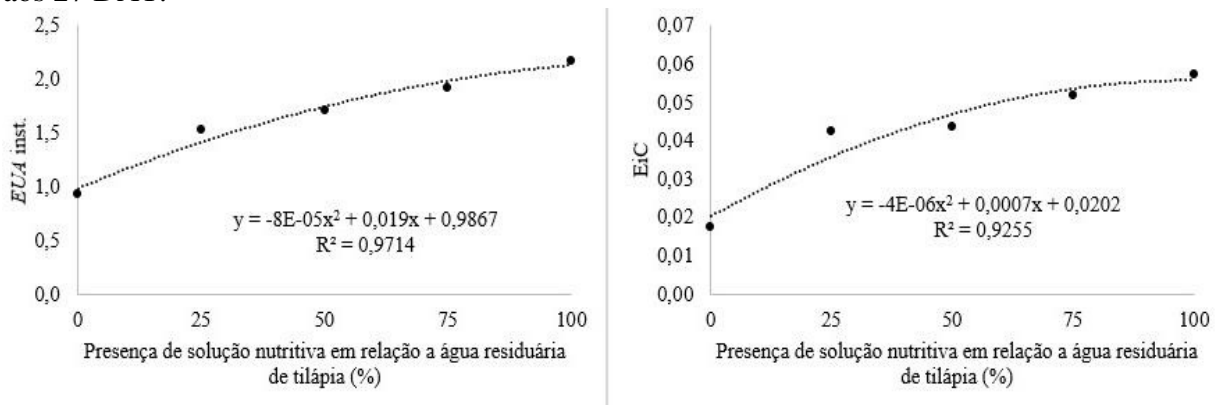 aos 27 DAT.
2,5
2,0
1,5
1,0
0,5
0,0
EUA inst.
y = -8E-05x² + 0,019x + 0,9867
R² = 0,9714
0 25 50 75 100
Presença de solução nutritiva em relação a água residuária
de tilápia (%)
0,07
0,06
0,05
0,04
0,03
0,02
0,01
0,00
EiC
y = -4E-06x² + 0,0007x + 0,0202
R² = 0,9255
0 25 50 75 100
Presença de solução nutritiva em relação a água residuária
de tilápia (%)